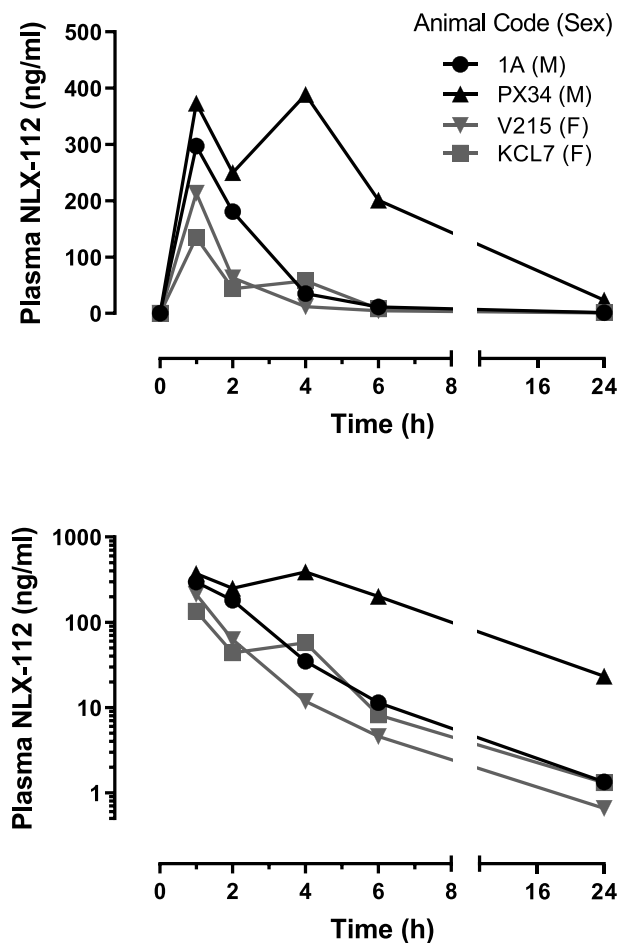 Animal Code (Sex)
1A (M)
PX34 (M)
V215 (F)
KCL7 (F)
Plasma NLX-112 (ng/ml)
500
400
300
200
100
0
0 2 4 6 8 16 24
Time (h)
Plasma NLX-112 (ng/ml)
1000
100
10
1
0 2 4 6 8 16 24
Time (h)